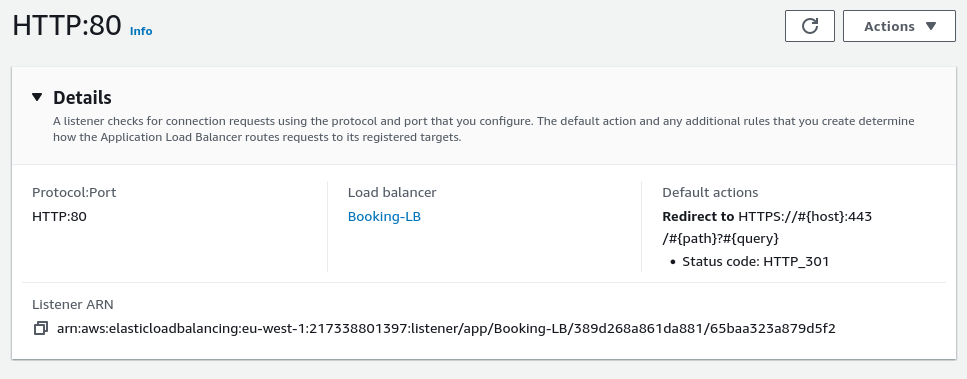 HTTP:80 Info
Actions
Details
A listener checks for connection requests using the protocol and port that you configure. The default action and any additional rules that you create determine
how the Application Load Balancer routes requests to its registered targets.
Protocol:Port
HTTP:80
Load balancer
Booking-LB
Default actions
Redirect to HTTPS://#{host}:443
/#{path}?#{query}
• Status code: HTTP_301
Listener ARN
arn:aws:elasticloadbalancing:eu-west-1:217338801397:listener/app/Booking-LB/389d268a861da881/65baa323a879d5f2